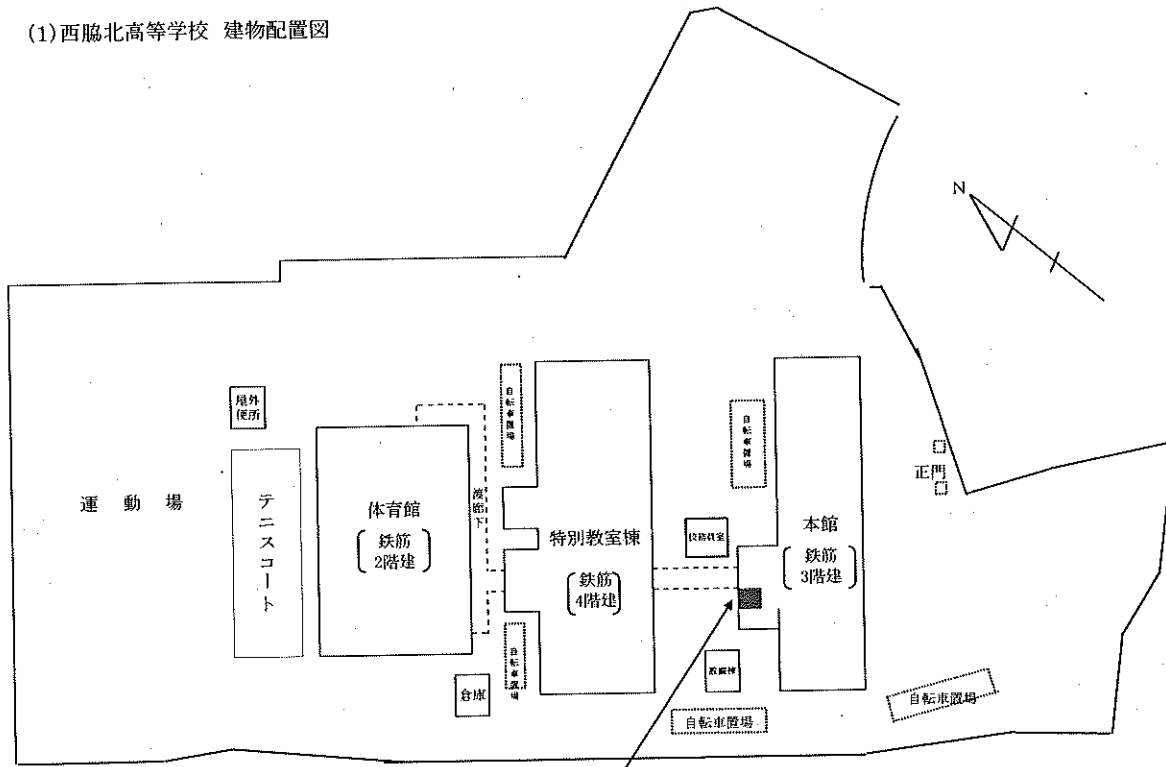 (1)西脇北高等学校 建物配置図
N
屋外
便所
運動場
テニスコート
体育館
鉄筋
2階建
渡廊下
自転車置場
特別教室棟
鉄筋
4階建
自転車置場
倉庫
自転車置場
本館
鉄筋
3階建
自転車置場
正門
自転車置場